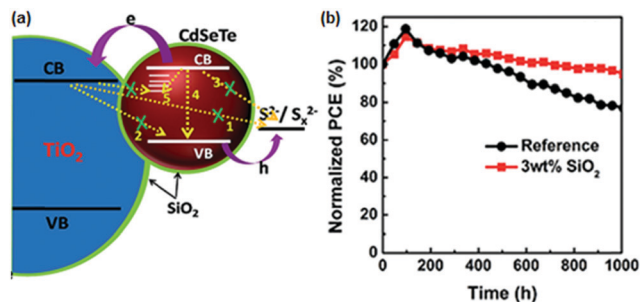 (a)
e
CdSeTe
CB
CB
3
5
4
S²⁻/ Sₓ²⁻
1
2
TiO₂
VB
h
SiO₂
VB
(b)
Normalized PCE (%)
120
100
80
60
40
20
0
Reference
3wt% SiO₂
0 200 400 600 800 1000
Time (h)